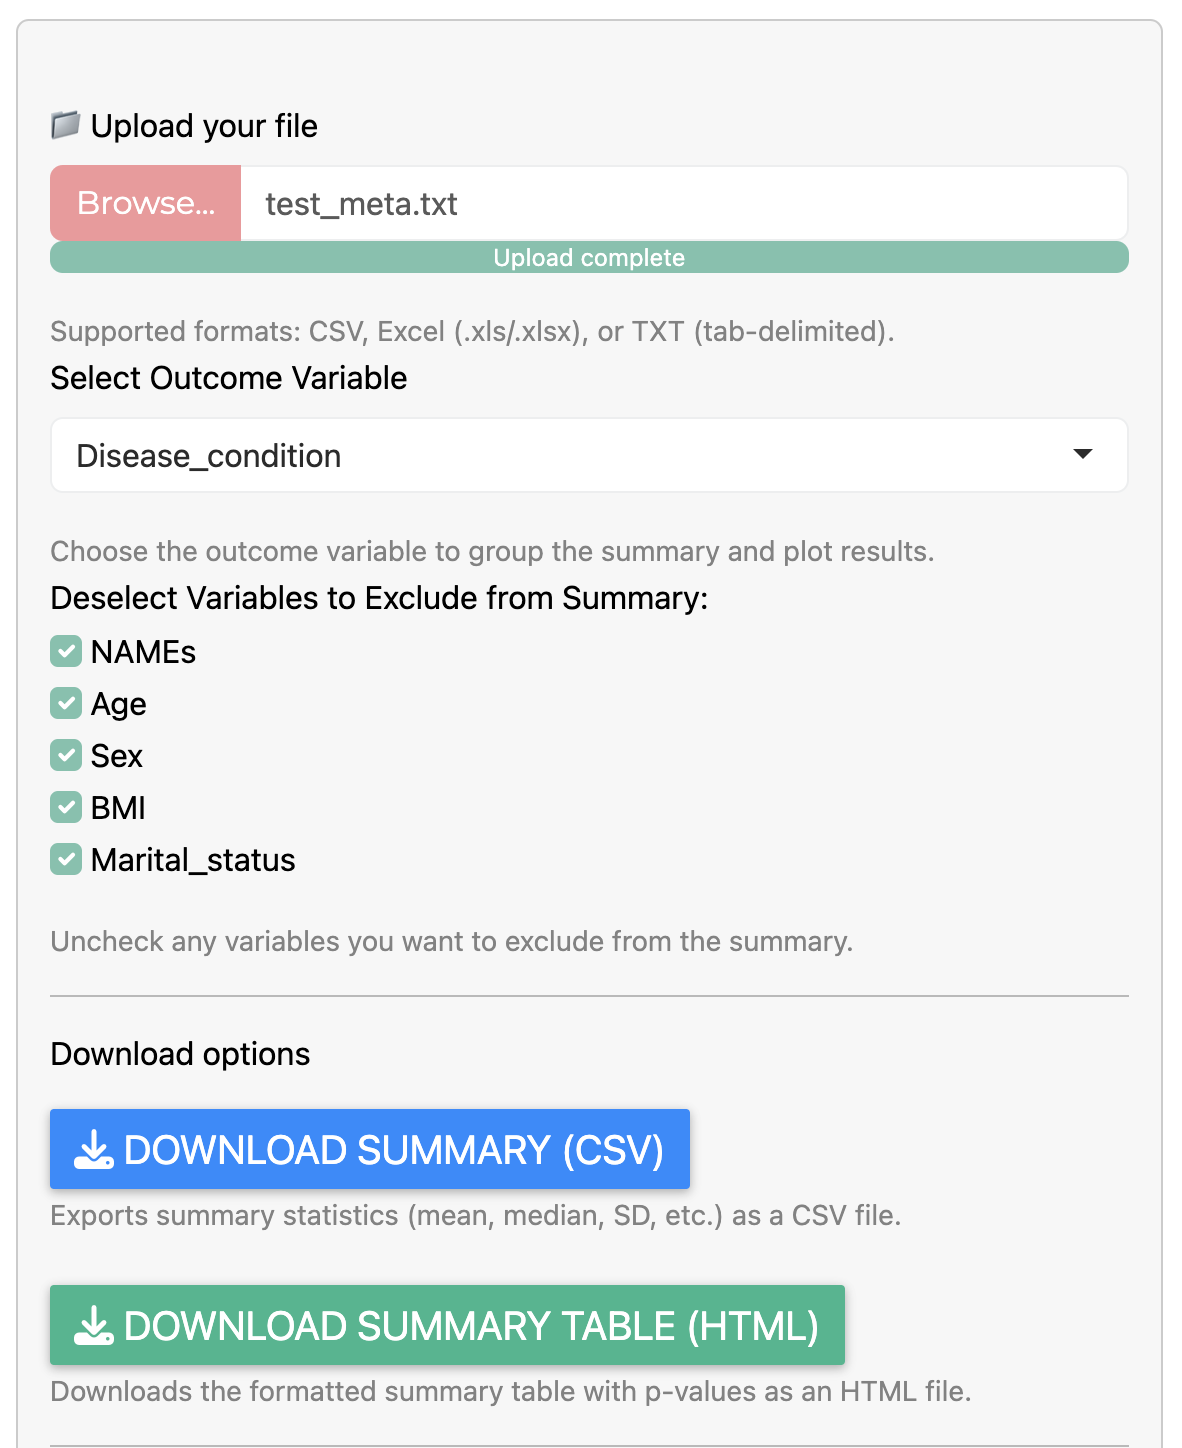 Upload your file
Browse...
test_meta.txt
Upload complete
Supported formats: CSV, Excel (.xls/.xlsx), or TXT (tab-delimited).
Select Outcome Variable
Disease_condition
Choose the outcome variable to group the summary and plot results.
Deselect Variables to Exclude from Summary:
NAMEs
Age
Sex
BMI
Marital_status
Uncheck any variables you want to exclude from the summary.
Download options
DOWNLOAD SUMMARY (CSV)
Exports summary statistics (mean, median, SD, etc.) as a CSV file.
DOWNLOAD SUMMARY TABLE (HTML)
Downloads the formatted summary table with p-values as an HTML file.